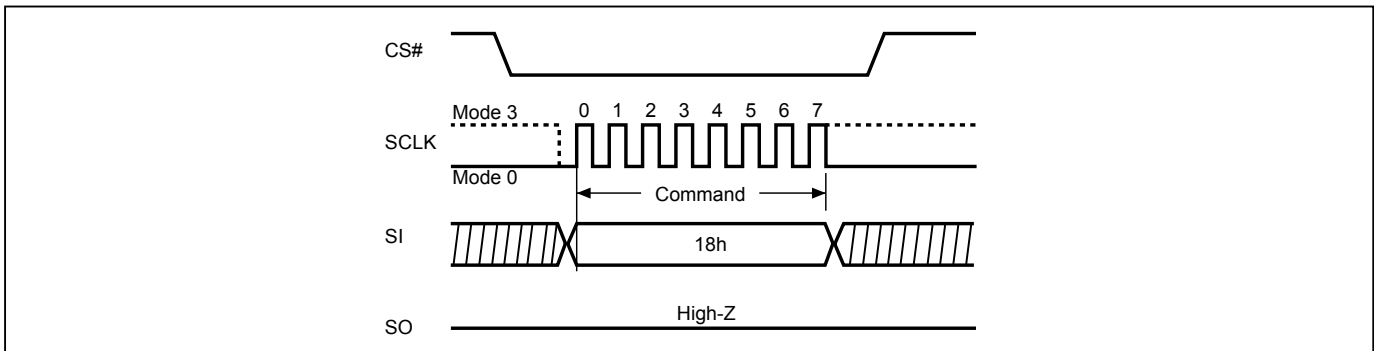 CS#
Mode 3
0 1 2 3 4 5 6 7
SCLK
Mode 0
Command
SI
18h
High-Z
SO